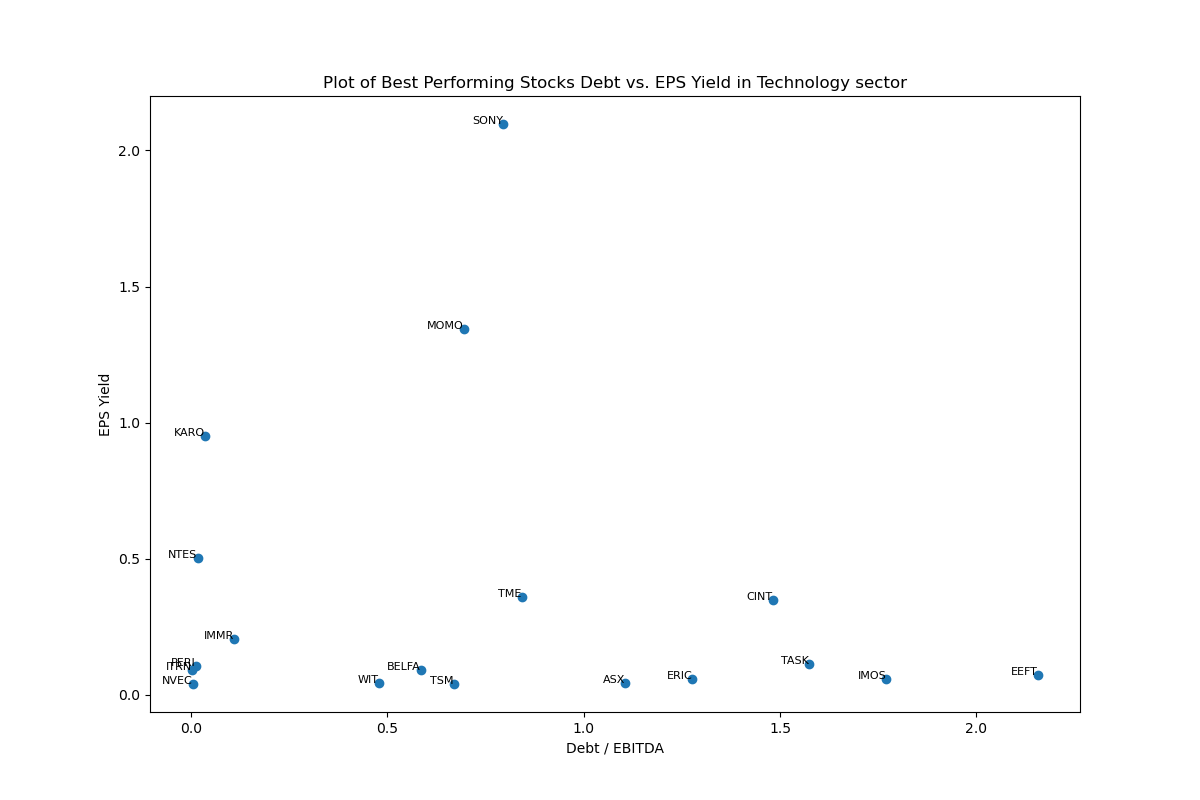 Plot of Best Performing Stocks Debt vs. EPS Yield in Technology sector
SONY
2.0
1.5
MOMO
EPS Yield
1.0
KARO
0.5
NTES
TME
CINT
IMMR
PERI
ITRN
BELFA
TASK
EEFT
NVEC
WIT
TSM
ASX
ERIC
IMOS
0.0
0.0 0.5 1.0 1.5 2.0
Debt / EBITDA